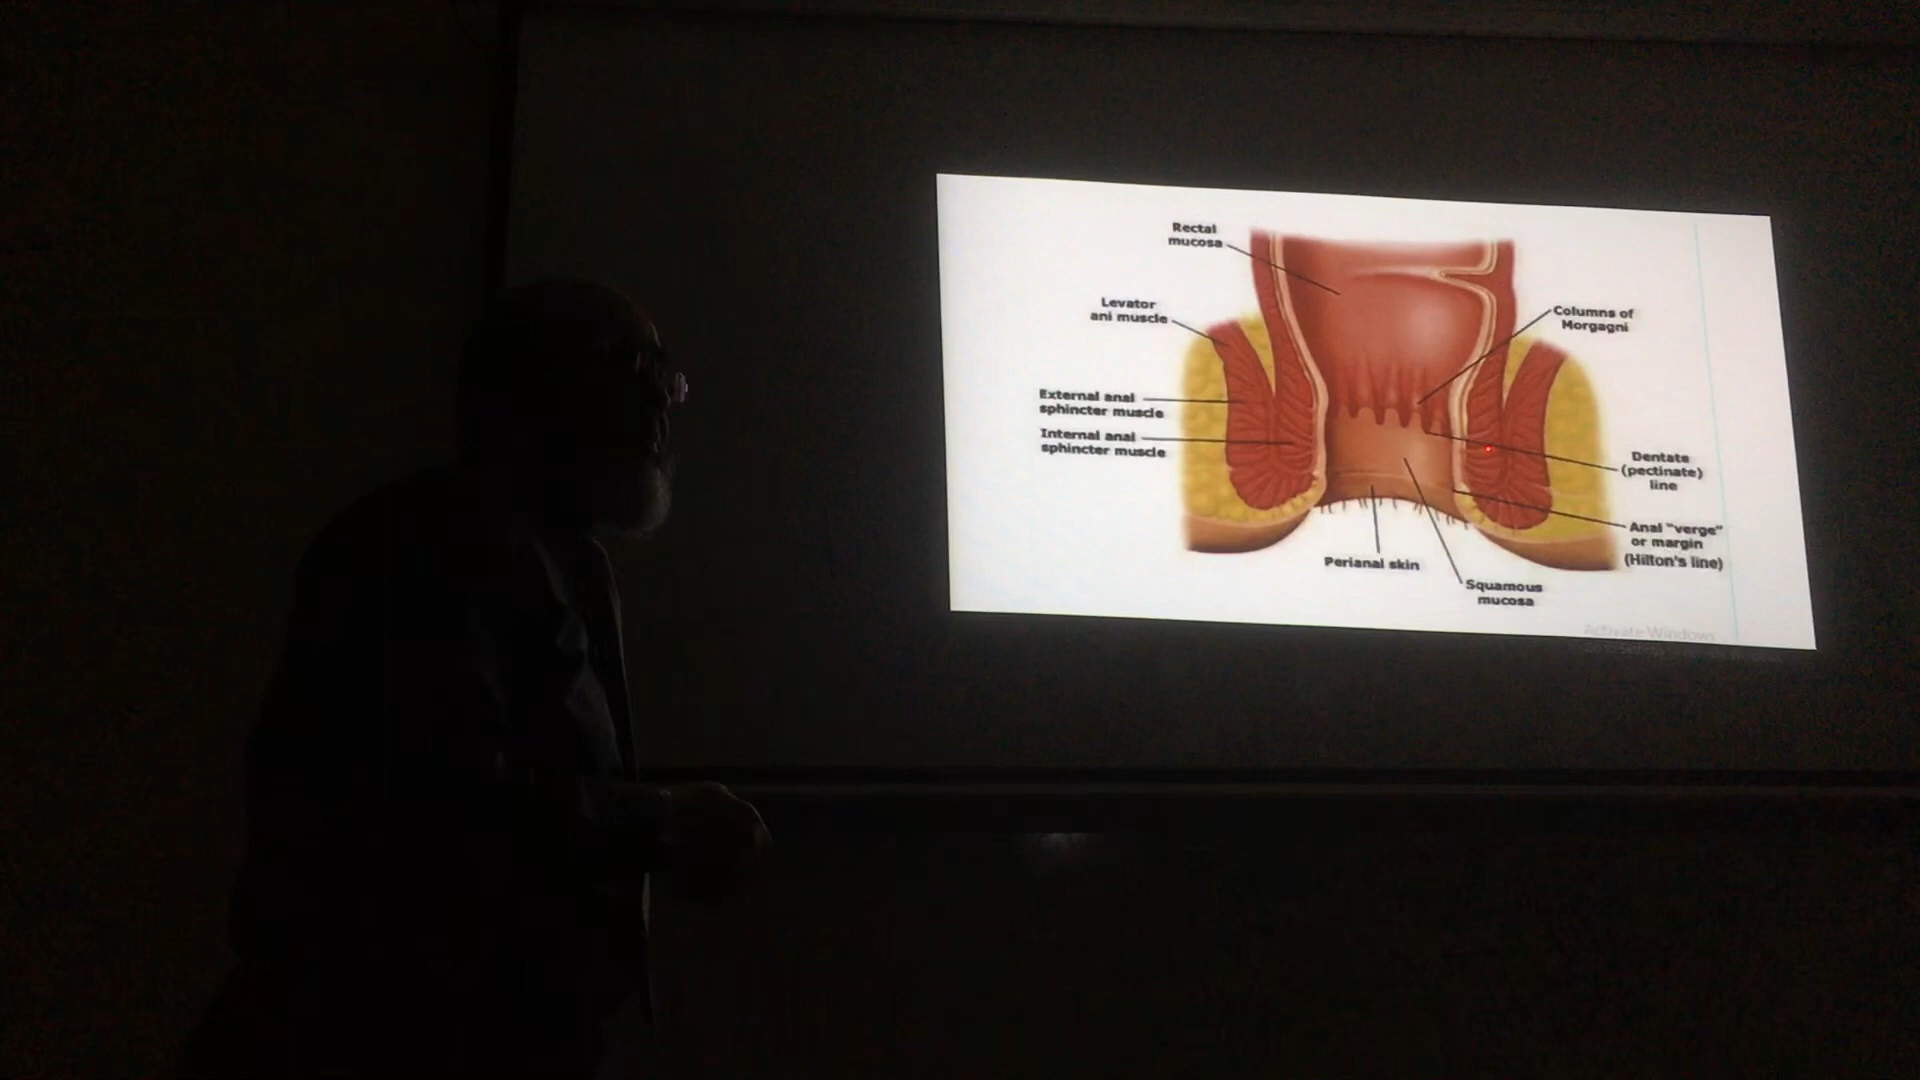 Rectal
mucosa
Levator
ani muscle
External anal
sphincter muscle
Internal anal
sphincter muscle
Columns of
Morgagni
Dentate
(pectinate)
line
Anal "verge"
or margin
(Hilton's line)
Perianal skin
Squamous
mucosa
Activate Windows